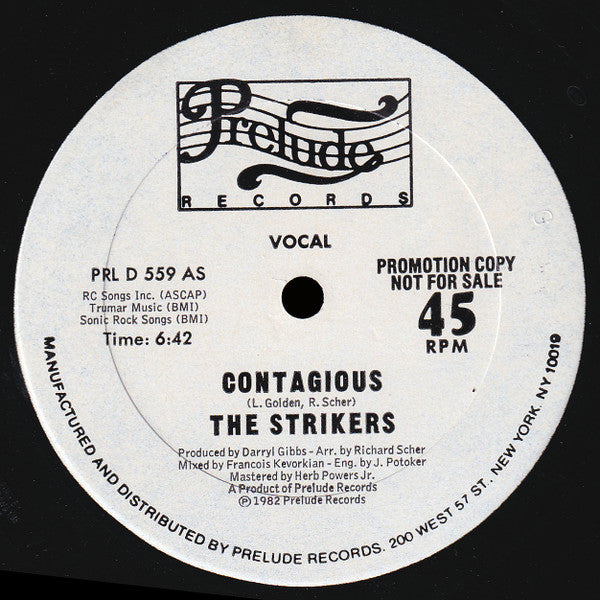 Prelude
RECORDS
VOCAL
PRL D 559 AS
RC Songs Inc. (ASCAP)
Trumar Music (BMI)
Sonic Rock Songs (BMI)
Time: 6:42
PROMOTION COPY
NOT FOR SALE
45
RPM
CONTAGIOUS
(L. Golden, R. Scher)
THE STRIKERS
Produced by Darryl Gibbs - Arr. by Richard Scher
Mixed by Francois Kevorkian - Eng. by J. Potoker
Mastered by Herb Powers Jr.
A Product of Prelude Records
Ⓟ 1982 Prelude Records
MANUFACTURED AND DISTRIBUTED BY PRELUDE RECORDS. 200 WEST 57 ST. NEW YORK. NY 10019
G